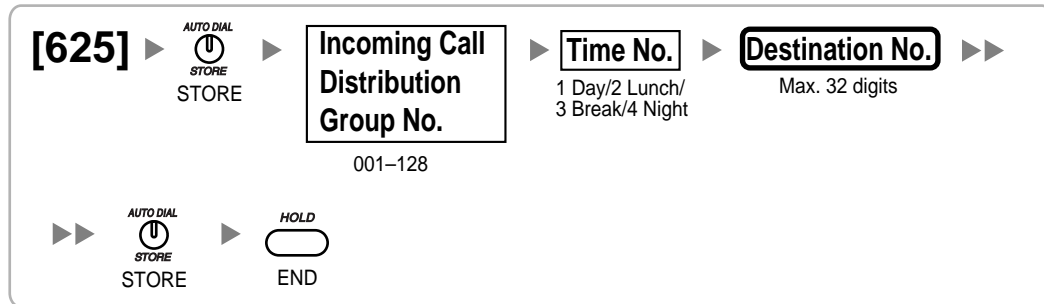 [625]
AUTO DIAL
STORE
STORE
Incoming Call
Distribution
Group No.
001–128
Time No.
1 Day/2 Lunch/
3 Break/4 Night
Destination No.
Max. 32 digits
AUTO DIAL
STORE
STORE
HOLD
END